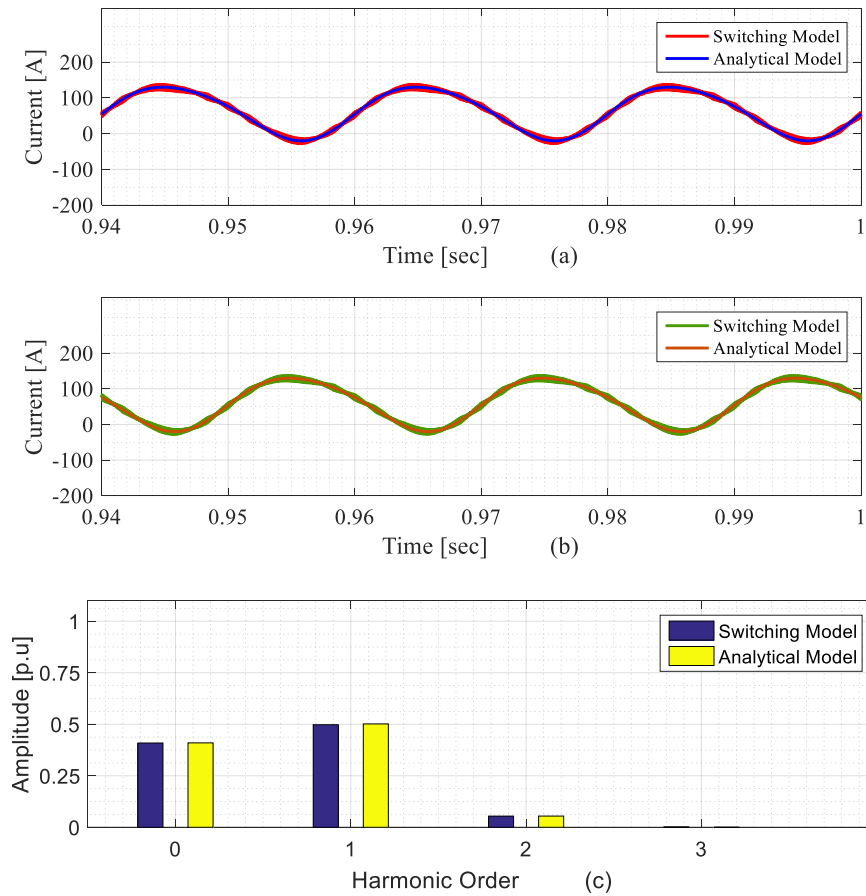 Switching Model
Analytical Model
Current [A]
200
100
0
-100
-200
0.94
0.95
0.96
0.97
0.98
0.99
1
Time [sec]
(a)
Switching Model
Analytical Model
Current [A]
200
100
0
-100
-200
0.94
0.95
0.96
0.97
0.98
0.99
1
Time [sec]
(b)
Switching Model
Analytical Model
Amplitude [p.u]
1
0.75
0.5
0.25
0
0
1
2
3
Harmonic Order
(c)